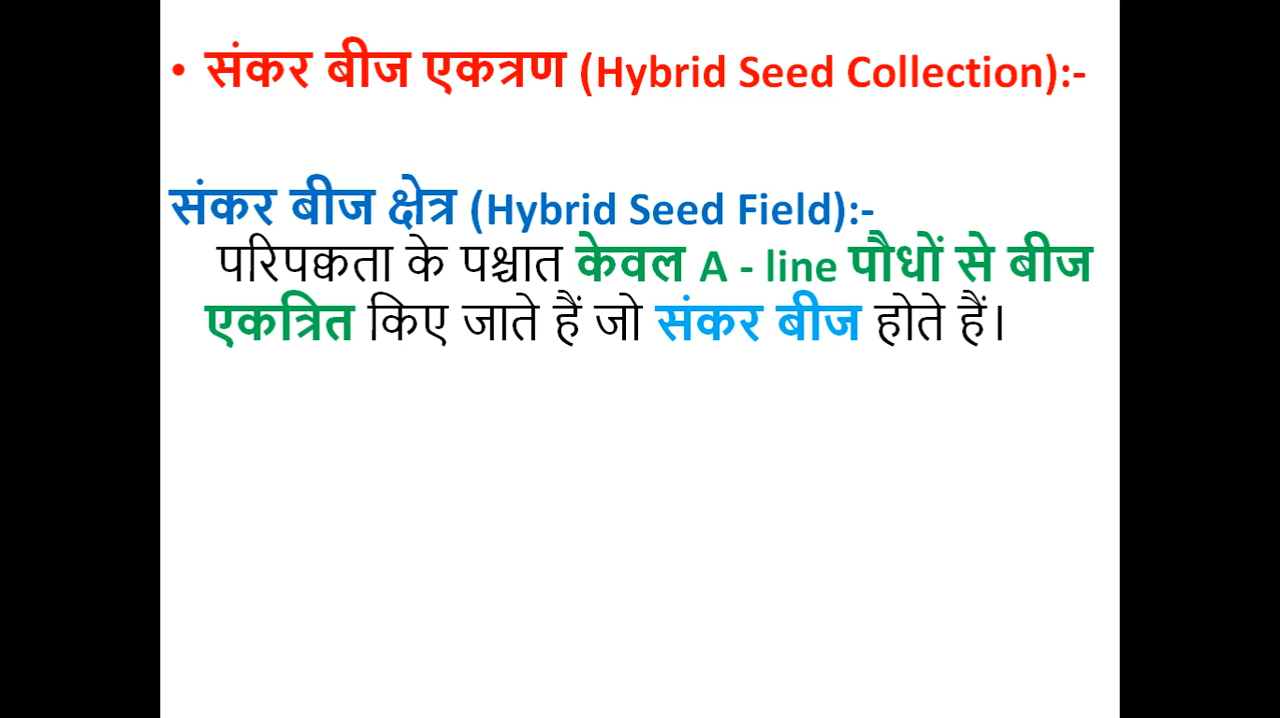 • संकर बीज एकत्रण (Hybrid Seed Collection):-
संकर बीज क्षेत्र (Hybrid Seed Field):-
परिपक्वता के पश्चात केवल A - line पौधों से बीज
एकत्रित किए जाते हैं जो संकर बीज होते हैं।